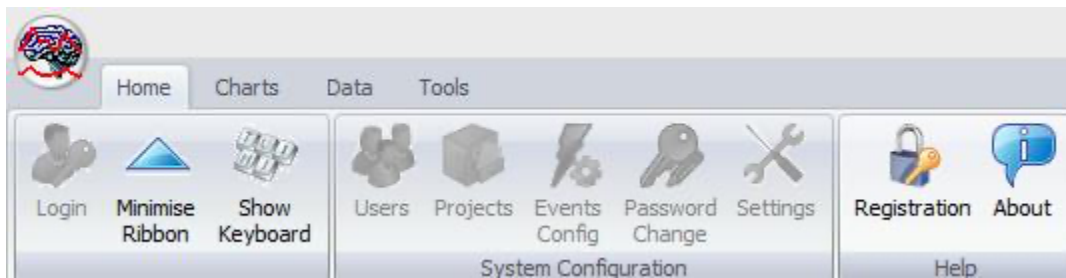 Home Charts Data Tools
Login Minimise Ribbon Show Keyboard Users Projects Events Config Password Change Settings Registration About
System Configuration Help